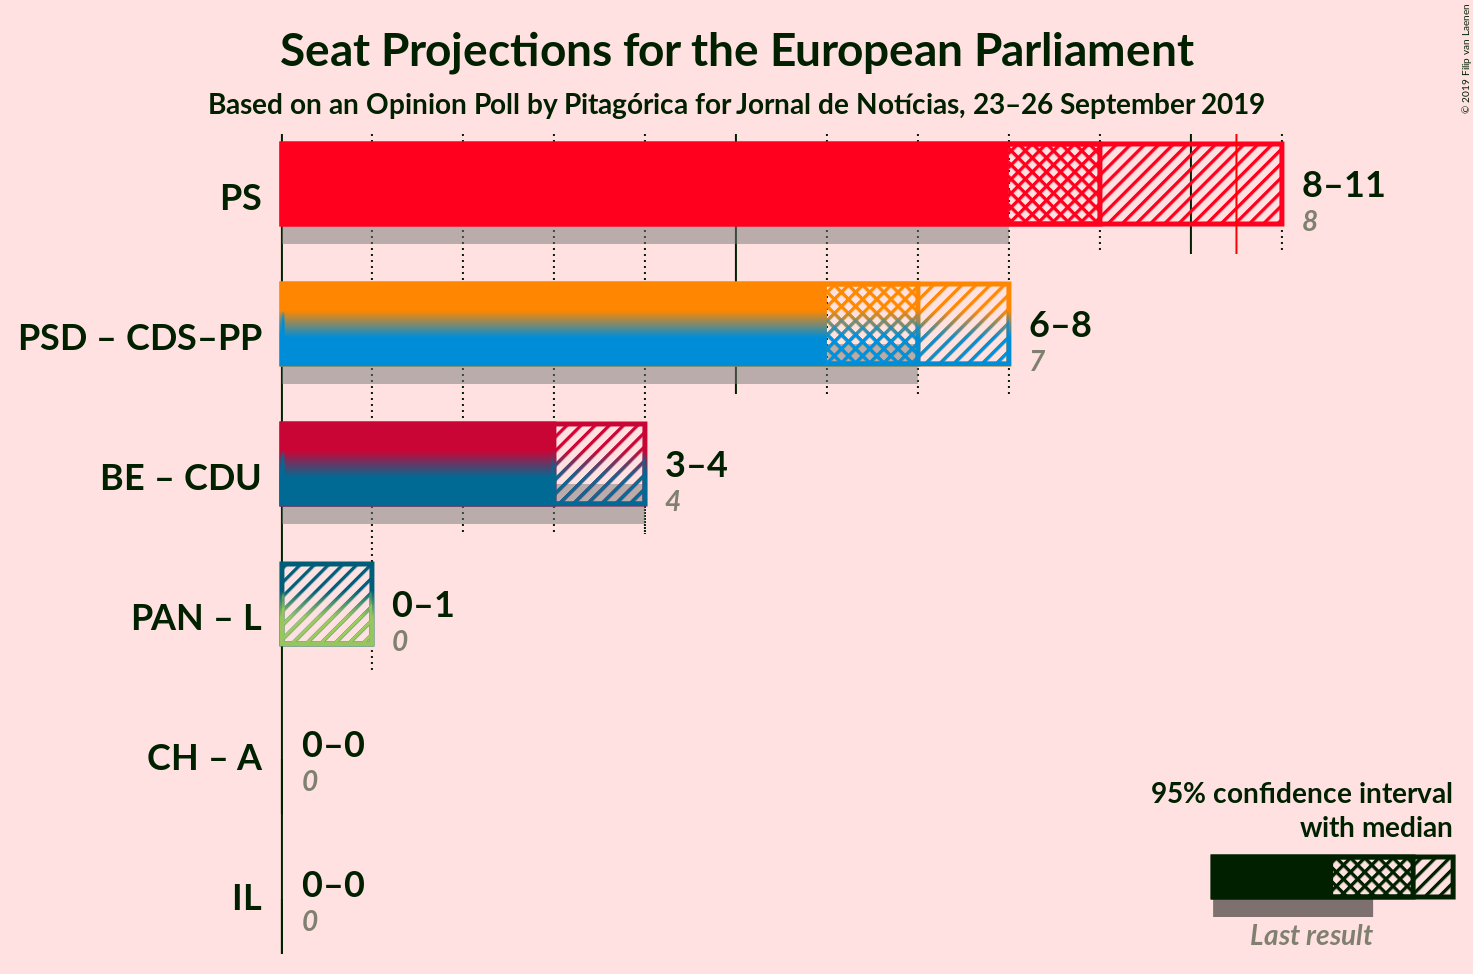 Seat Projections for the European Parliament
Based on an Opinion Poll by Pitagórica for Jornal de Notícias, 23–26 September 2019
© 2019 Filip van Laenen
PS
8–11
8
PSD – CDS–PP
6–8
7
BE – CDU
3–4
4
PAN – L
0–1
0
CH – A
0–0
0
IL
0–0
0
95% confidence interval
with median
Last result